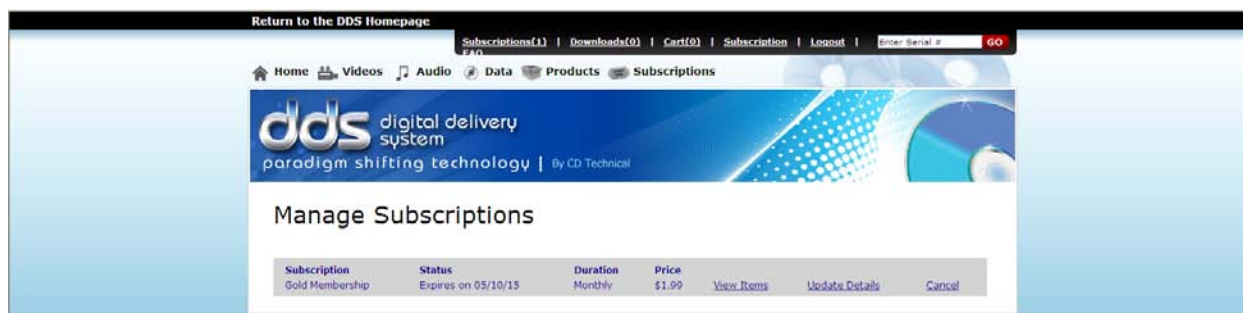 Return to the DDS Homepage
Subscriptions(1) | Downloads(0) | Cart(0) | Subscription | Logout | Enter Serial # GO
FAQ
Home Videos Audio Data Products Subscriptions
dds digital delivery
system
paradigm shifting technology | By CD Technical
Manage Subscriptions
Subscription Status Duration Price
Gold Membership Expires on 05/10/15 Monthly $1.99 View Items Update Details Cancel